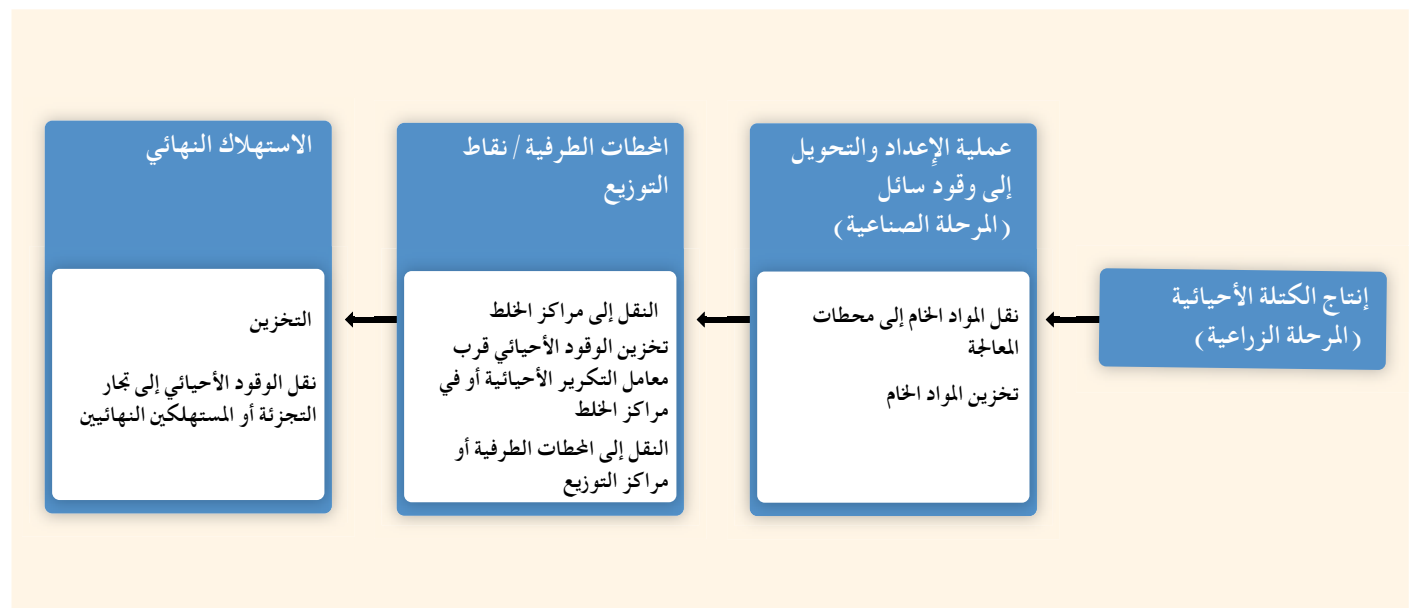 إنتاج الكتلة الأحيائية
(المرحلة الزراعية)
عملية الإِعداد والتحويل
إلى وقود سائل
(المرحلة الصناعية)
نقل المواد الخام إلى محطات
المعالجة
تخزين المواد الخام
المحطات الطرفية / نقاط
التوزيع
النقل إلى مراكز الخلط
تخزين الوقود الأحيائي قرب
معامل التكرير الأحيائية أو في
مراكز الخلط
النقل إلى المحطات الطرفية أو
مراكز التوزيع
الاستهلاك النهائي
التخزين
نقل الوقود الأحيائي إلى تجار
التجزئة أو المستهلكين النهائيين